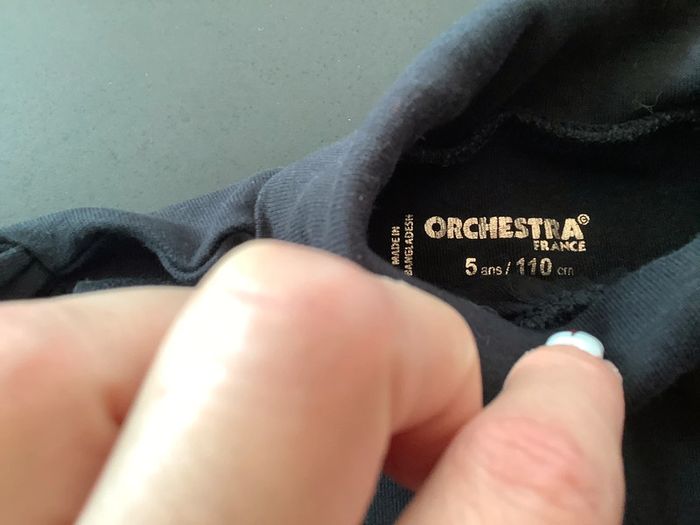 MADE IN
BANGLADESH
ORCHESTRA©
FRANCE
5 ans / 110 cm